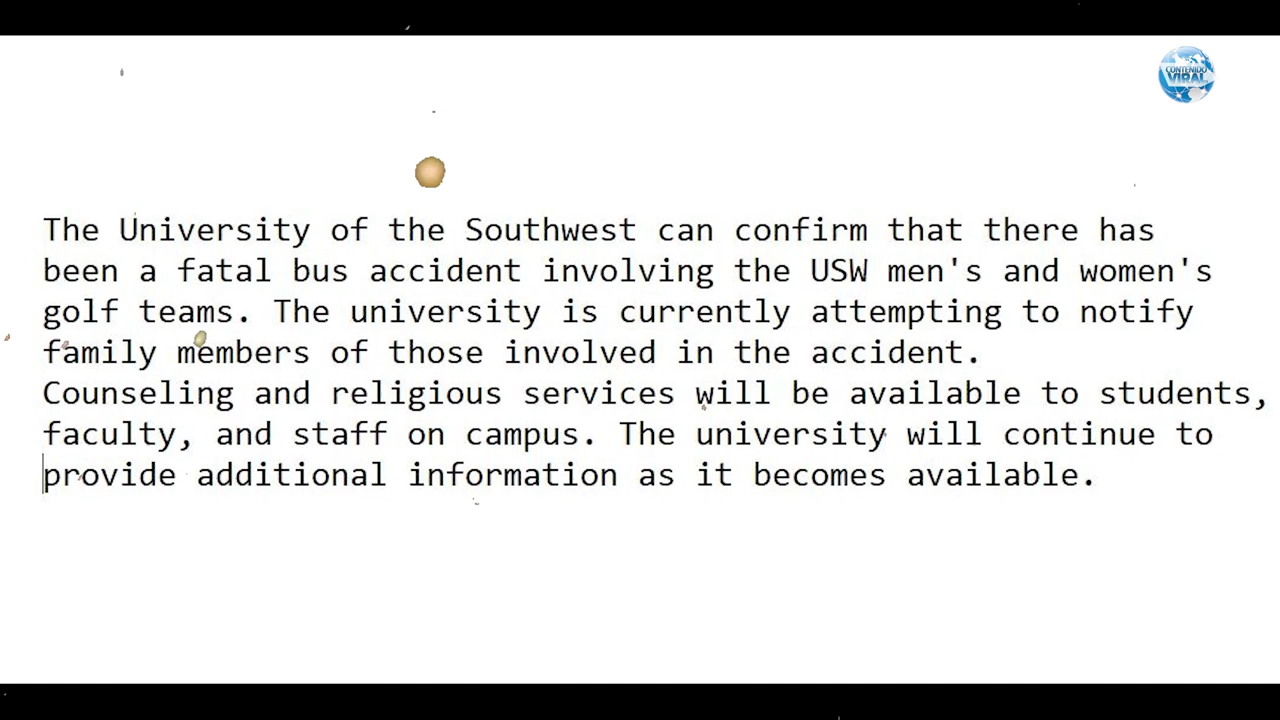 CONTENIDO
VIRAL
The University of the Southwest can confirm that there has
been a fatal bus accident involving the USW men's and women's
golf teams. The university is currently attempting to notify
family members of those involved in the accident.
Counseling and religious services will be available to students,
faculty, and staff on campus. The university will continue to
provide additional information as it becomes available.